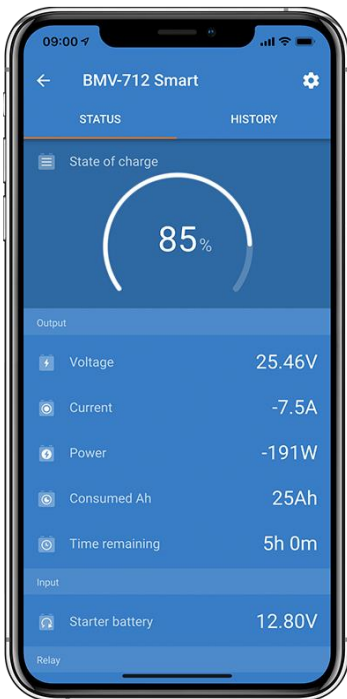 09:00
BMV-712 Smart
STATUS HISTORY
State of charge
85%
Output
Voltage 25.46V
Current -7.5A
Power -191W
Consumed Ah 25Ah
Time remaining 5h 0m
Input
Starter battery 12.80V
Relay